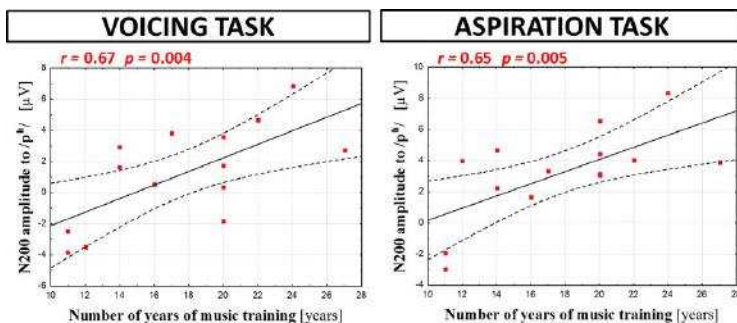 VOICING TASK
r = 0.67 p = 0.004
N200 amplitude to /pʰ/ [μV]
8
6
4
2
0
-2
-4
-6
10 12 14 16 18 20 22 24 26 28
Number of years of music training [years]
ASPIRATION TASK
r = 0.65 p = 0.005
N200 amplitude to /pʰ/ [μV]
10
8
6
4
2
0
-2
-4
10 12 14 16 18 20 22 24 26 28
Number of years of music training [years]